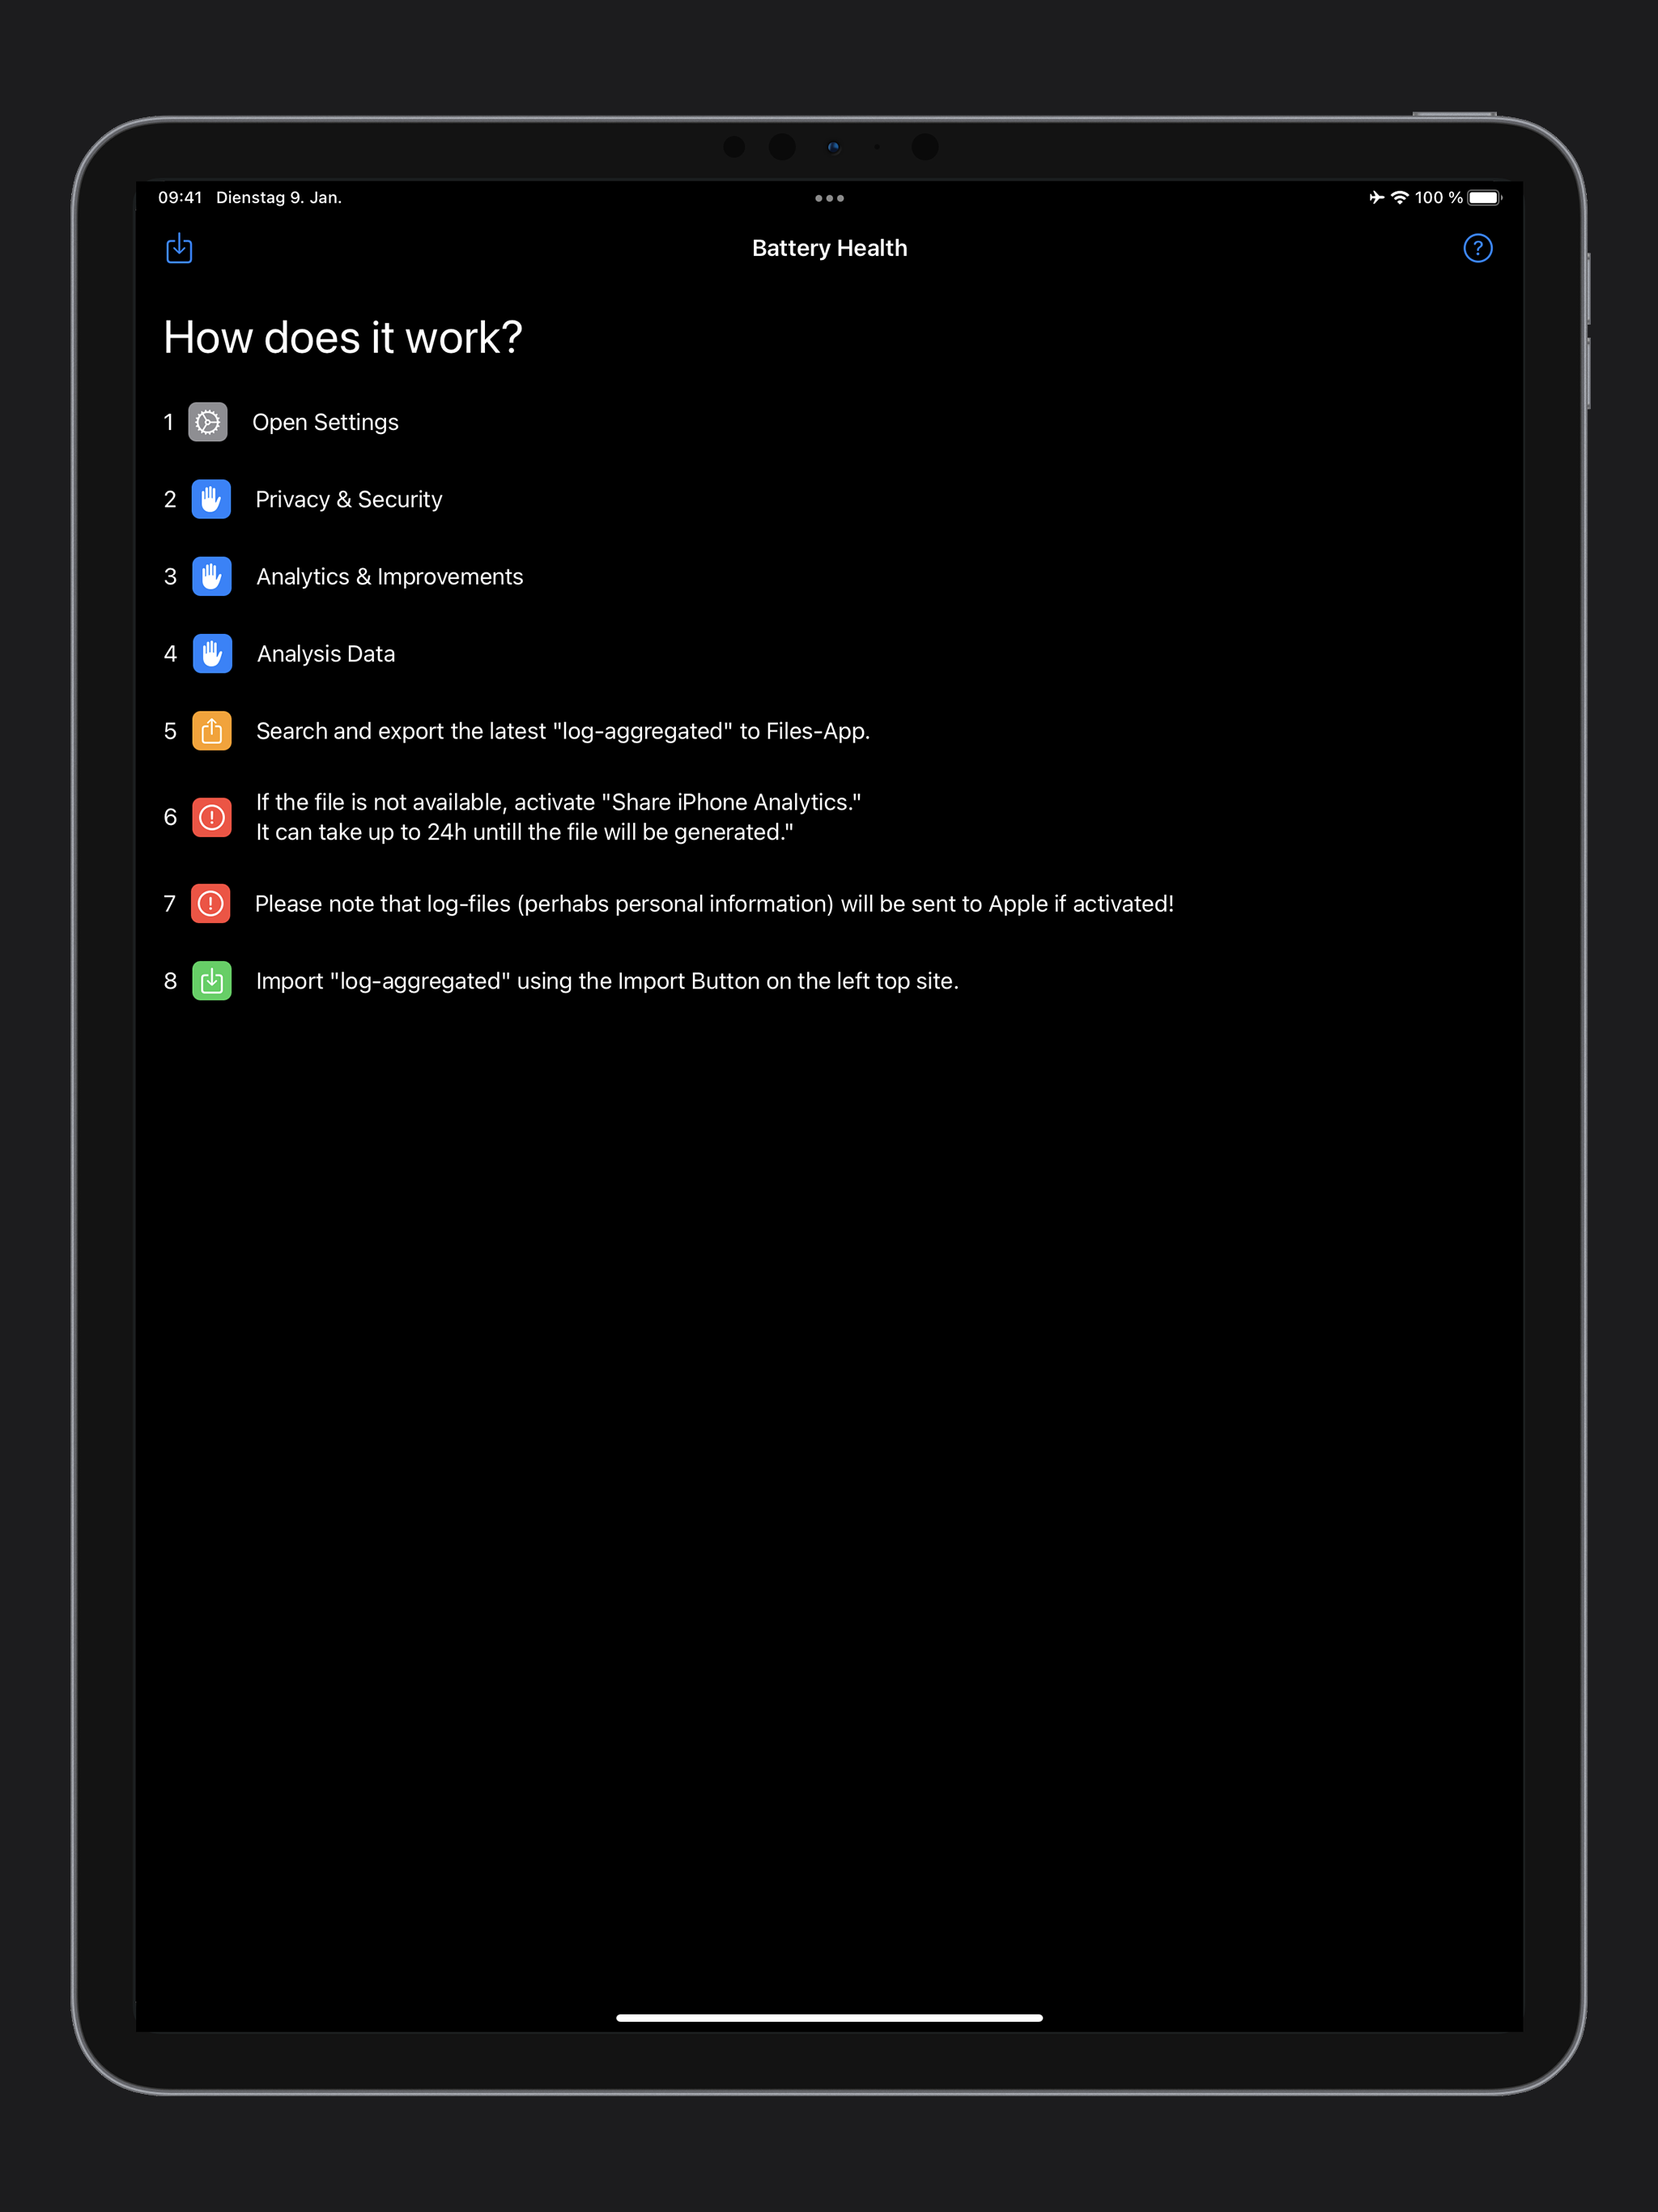 09:41 Dienstag 9. Jan.
100 %
Battery Health
How does it work?
1 Open Settings
2 Privacy & Security
3 Analytics & Improvements
4 Analysis Data
5 Search and export the latest "log-aggregated" to Files-App.
6 If the file is not available, activate "Share iPhone Analytics."
It can take up to 24h untill the file will be generated."
7 Please note that log-files (perhabs personal information) will be sent to Apple if activated!
8 Import "log-aggregated" using the Import Button on the left top site.